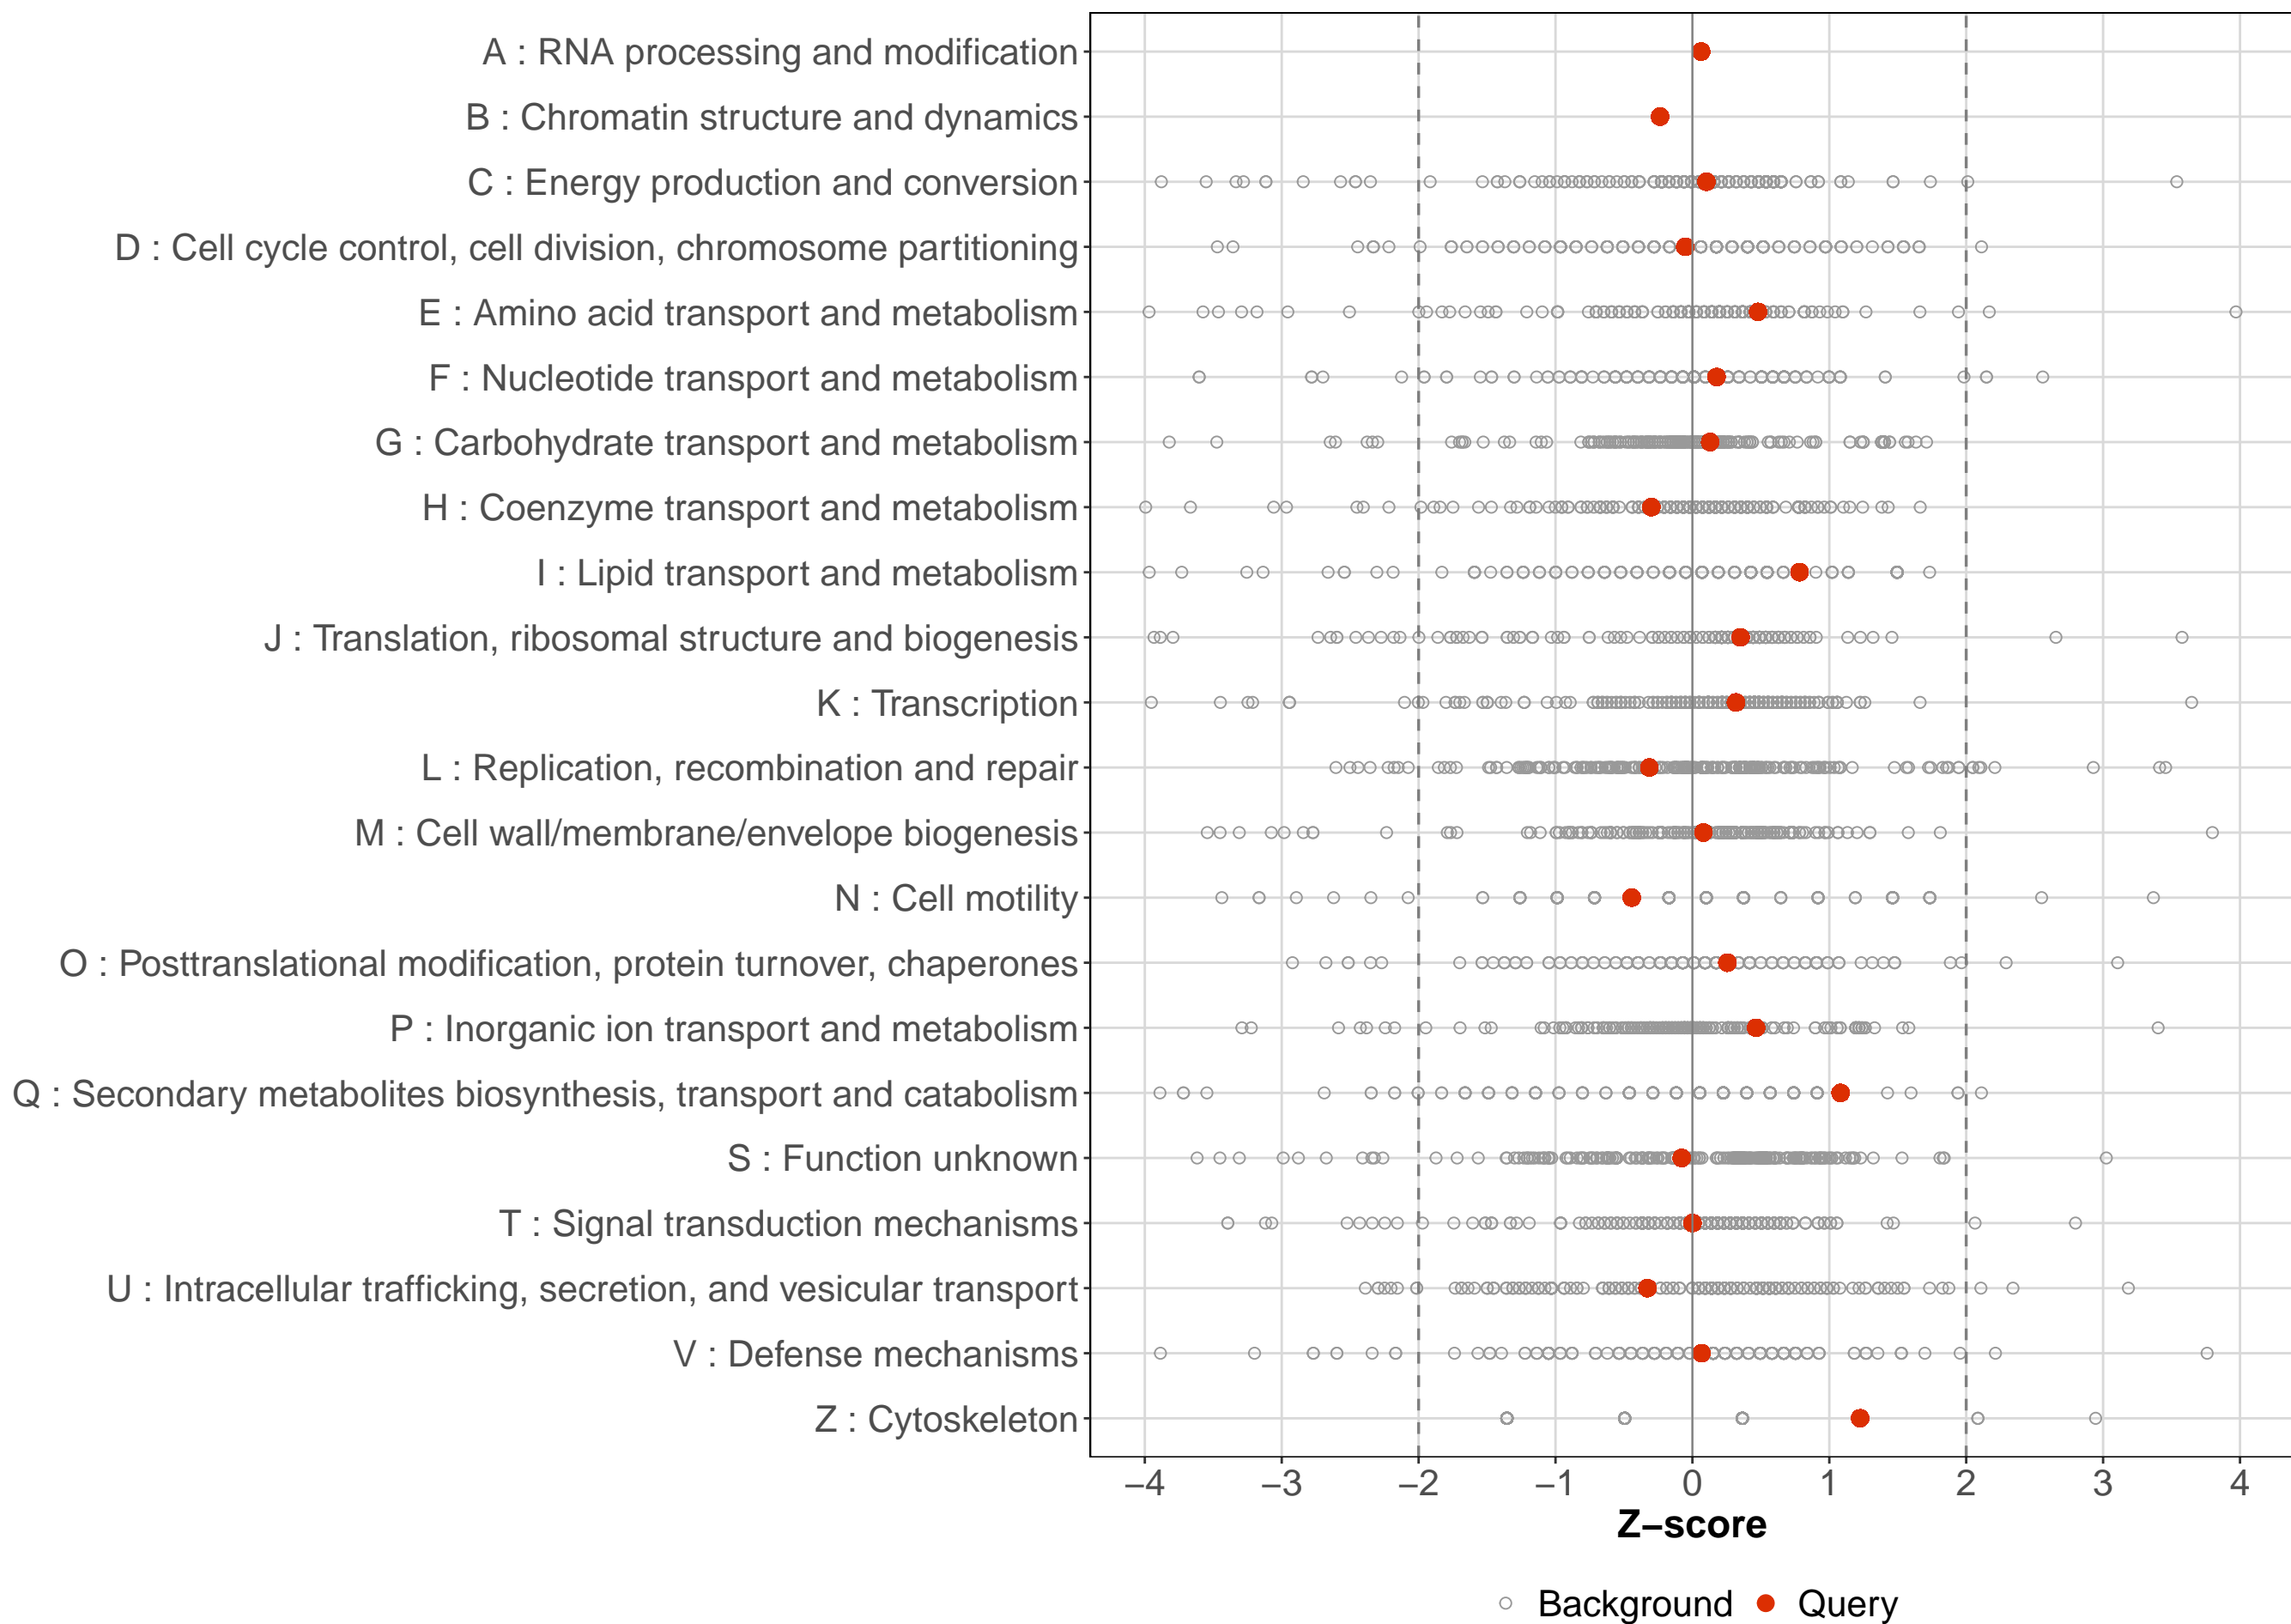 A : RNA processing and modification
B : Chromatin structure and dynamics
C : Energy production and conversion
D : Cell cycle control, cell division, chromosome partitioning
E : Amino acid transport and metabolism
F : Nucleotide transport and metabolism
G : Carbohydrate transport and metabolism
H : Coenzyme transport and metabolism
I : Lipid transport and metabolism
J : Translation, ribosomal structure and biogenesis
K : Transcription
L : Replication, recombination and repair
M : Cell wall/membrane/envelope biogenesis
N : Cell motility
O : Posttranslational modification, protein turnover, chaperones
P : Inorganic ion transport and metabolism
Q : Secondary metabolites biosynthesis, transport and catabolism
S : Function unknown
T : Signal transduction mechanisms
U : Intracellular trafficking, secretion, and vesicular transport
V : Defense mechanisms
Z : Cytoskeleton
−4 −3 −2 −1 0 1 2 3 4
Z−score
Background Query